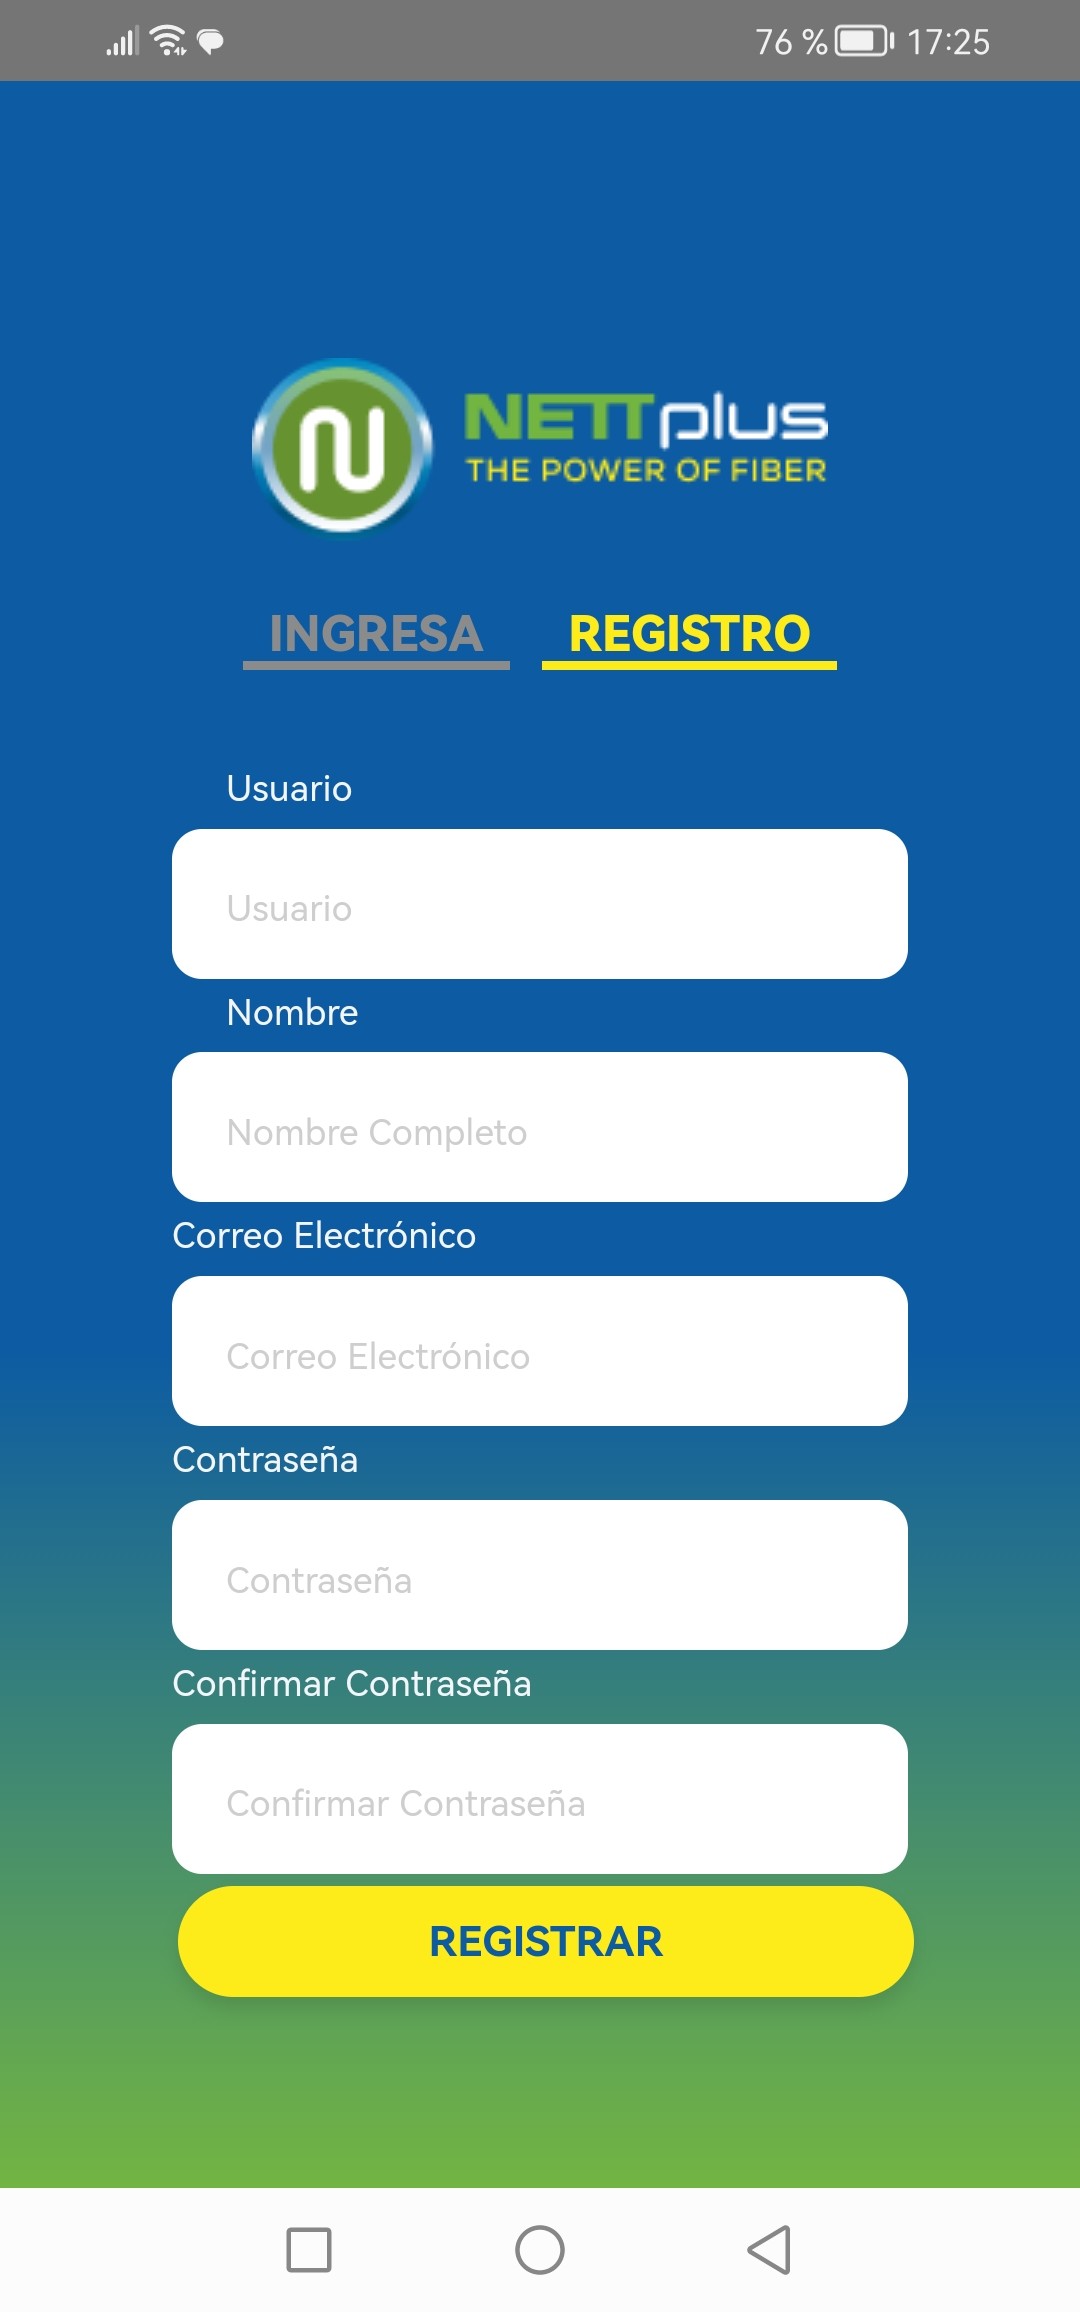 76 % 17:25
N NETTplus
THE POWER OF FIBER
INGRESA REGISTRO
Usuario
Usuario
Nombre
Nombre Completo
Correo Electrónico
Correo Electrónico
Contraseña
Contraseña
Confirmar Contraseña
Confirmar Contraseña
REGISTRAR